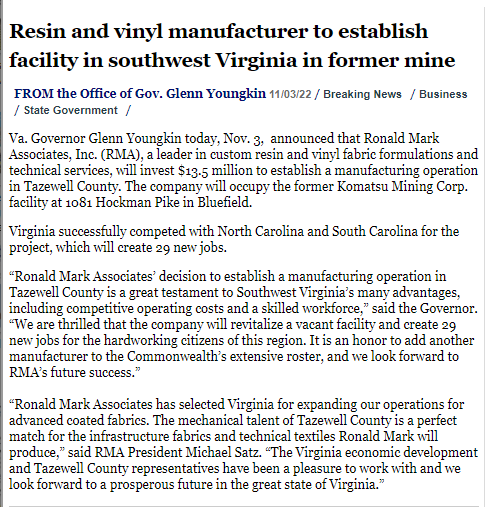 Resin and vinyl manufacturer to establish
facility in southwest Virginia in former mine
FROM the Office of Gov. Glenn Youngkin 11/03/22 / Breaking News / Business
/ State Government /
Va. Governor Glenn Youngkin today, Nov. 3, announced that Ronald Mark
Associates, Inc. (RMA), a leader in custom resin and vinyl fabric formulations and
technical services, will invest $13.5 million to establish a manufacturing operation
in Tazewell County. The company will occupy the former Komatsu Mining Corp.
facility at 1081 Hockman Pike in Bluefield.
Virginia successfully competed with North Carolina and South Carolina for the
project, which will create 29 new jobs.
“Ronald Mark Associates’ decision to establish a manufacturing operation in
Tazewell County is a great testament to Southwest Virginia’s many advantages,
including competitive operating costs and a skilled workforce,” said the Governor.
“We are thrilled that the company will revitalize a vacant facility and create 29
new jobs for the hardworking citizens of this region. It is an honor to add another
manufacturer to the Commonwealth’s extensive roster, and we look forward to
RMA’s future success.”
“Ronald Mark Associates has selected Virginia for expanding our operations for
advanced coated fabrics. The mechanical talent of Tazewell County is a perfect
match for the infrastructure fabrics and technical textiles Ronald Mark will
produce,” said RMA President Michael Satz. “The Virginia economic development
and Tazewell County representatives have been a pleasure to work with and we
look forward to a prosperous future in the great state of Virginia.”